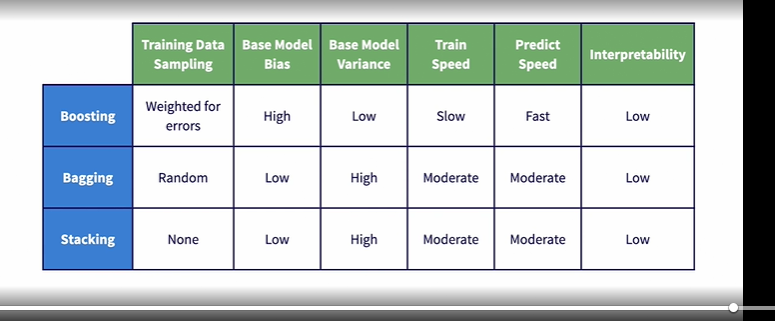 Training Data Sampling Base Model Bias Base Model Variance Train Speed Predict Speed Interpretability
Boosting Weighted for errors High Low Slow Fast Low
Bagging Random Low High Moderate Moderate Low
Stacking None Low High Moderate Moderate Low